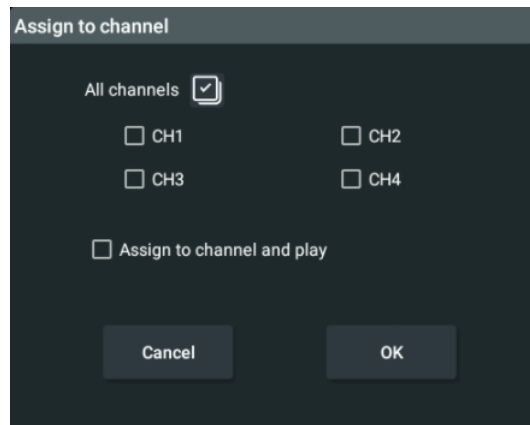 Assign to channel
All channels
CH1 CH2
CH3 CH4
Assign to channel and play
Cancel OK